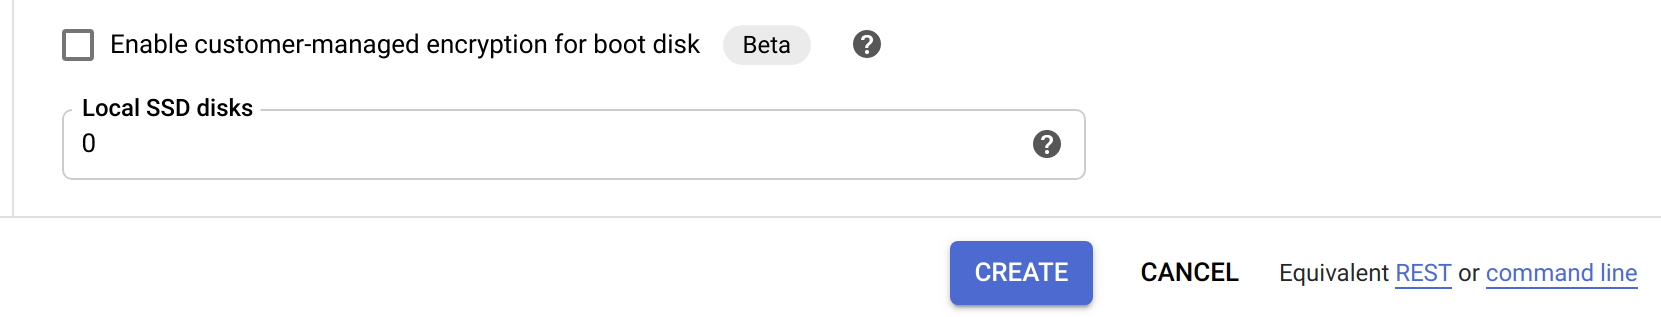 Enable customer-managed encryption for boot disk Beta ?
Local SSD disks
0 ?
CREATE CANCEL Equivalent REST or command line